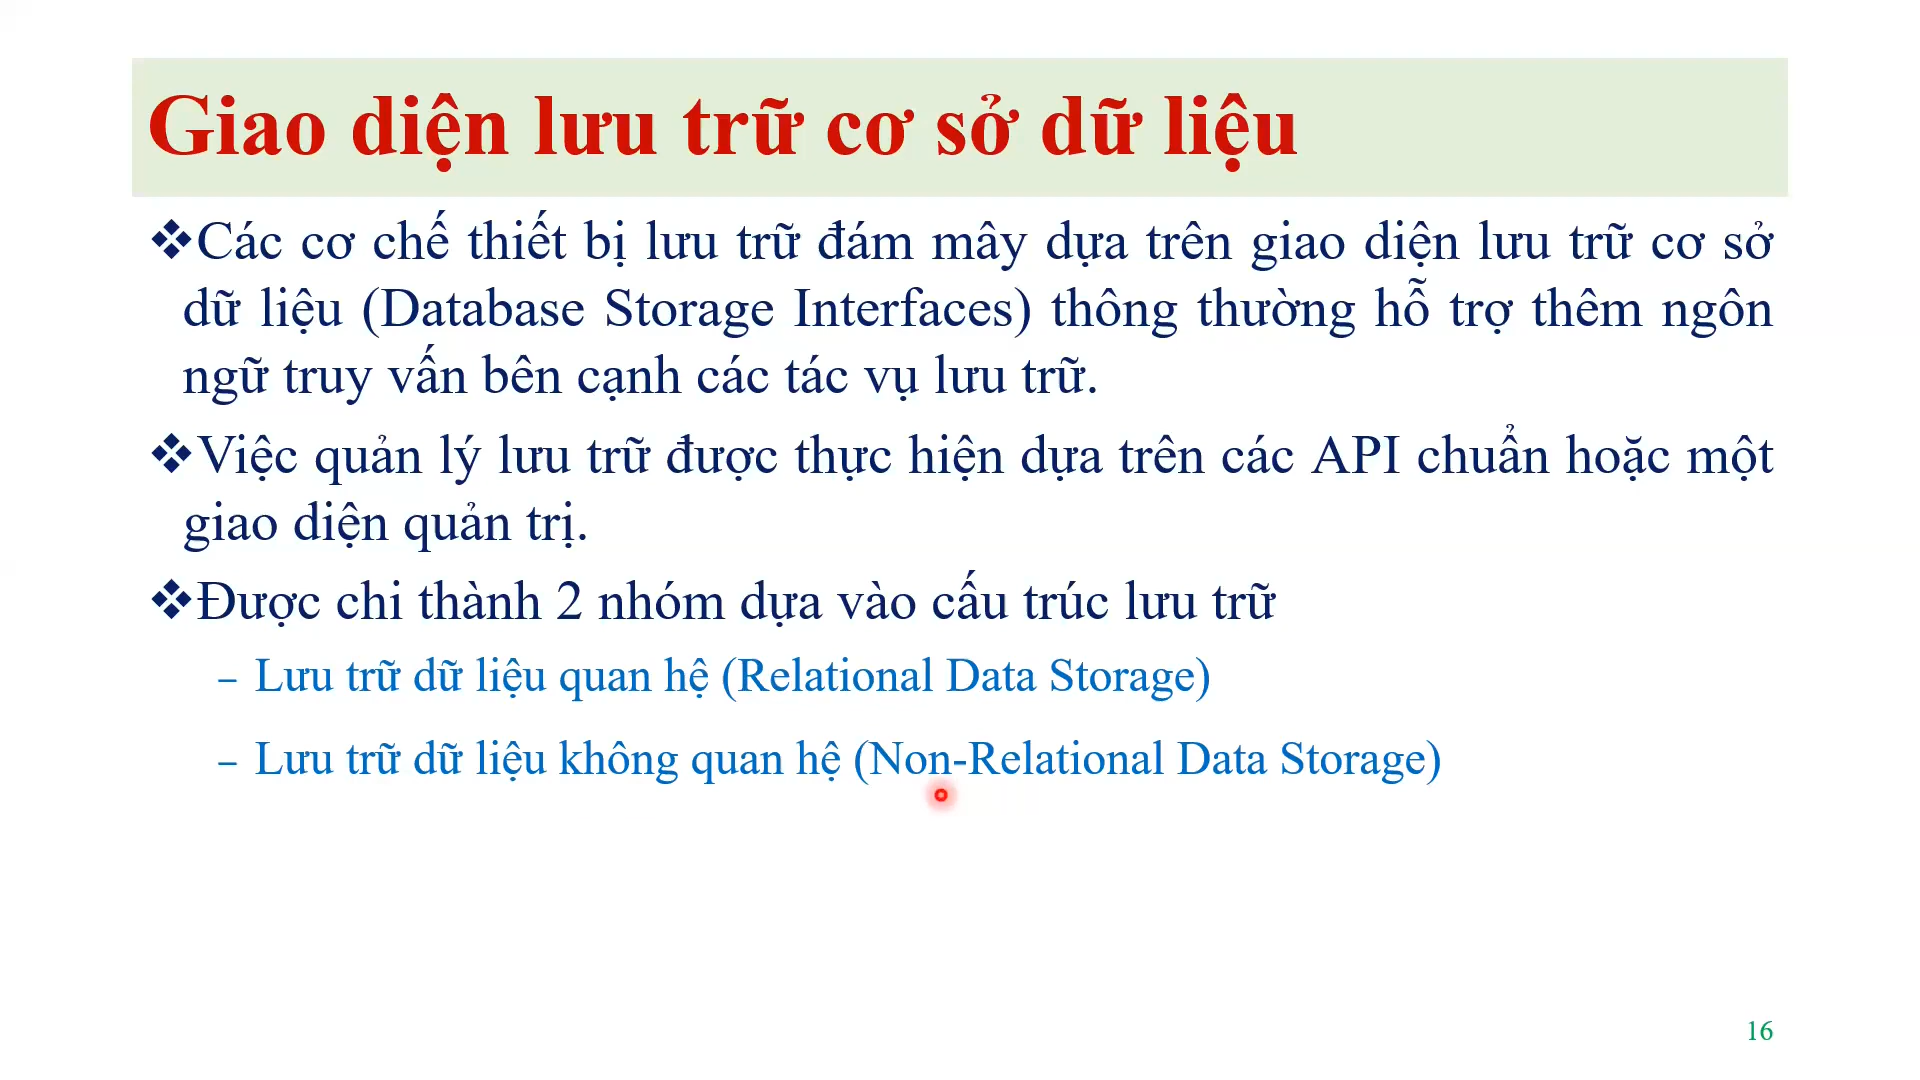 Giao diện lưu trữ cơ sở dữ liệu
❖Các cơ chế thiết bị lưu trữ đám mây dựa trên giao diện lưu trữ cơ sở
dữ liệu (Database Storage Interfaces) thông thường hỗ trợ thêm ngôn
ngữ truy vấn bên cạnh các tác vụ lưu trữ.
❖Việc quản lý lưu trữ được thực hiện dựa trên các API chuẩn hoặc một
giao diện quản trị.
❖Được chi thành 2 nhóm dựa vào cấu trúc lưu trữ
– Lưu trữ dữ liệu quan hệ (Relational Data Storage)
– Lưu trữ dữ liệu không quan hệ (Non-Relational Data Storage)
16